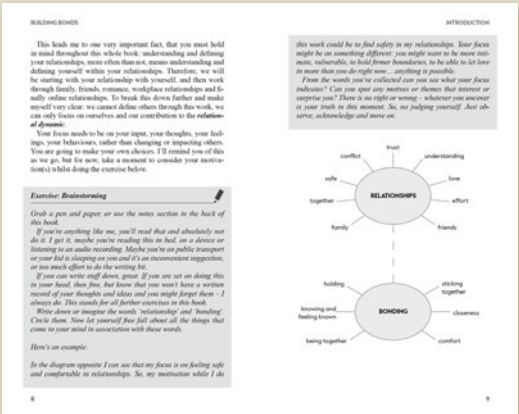 BUILDING BONDS
This leads me to one very important fact, that you must hold
in mind throughout this whole book: understanding and defining
your relationships, more often than not, means understanding and
defining yourself within your relationships. Therefore, we will
be starting with your relationship with yourself, and then work
through family, friends, romance, workplace relationships and fi-
nally online relationships. To break this down further and make
myself very clear: we cannot define others through this work, we
can only focus on ourselves and our contribution to the relation-
al dynamic.
Your focus needs to be on your input, your thoughts, your feel-
ings, your behaviours, rather than changing or impacting others.
You are going to make your own choices. I'll remind you of this
as we go, but for now, take a moment to consider your motiva-
tion(s) whilst doing the exercise below.
Exercise: Brainstorming
Grab a pen and paper, or use the notes section in the back of
this book.
If you're anything like me, you'll read that and absolutely not
do it. I get it, maybe you're reading this in bed, on a device or
listening to an audio recording. Maybe you're on public transport
or your kid is sleeping on you and it's an inconvenient suggestion,
or too much effort to do the writing bit.
If you can write stuff down, great. If you are set on doing this
in your head, then fine, but know that you won't have a written
record of your thoughts and ideas and you might forget them – I
always do. This stands for all further exercises in this book.
Write down or imagine the words 'relationship' and 'bonding'.
Circle them. Now let yourself free fall about all the things that
come to your mind in association with these words.
Here's an example:
In the diagram opposite I can see that my focus is on feeling safe
and comfortable in relationships. So, my motivation while I do
8
INTRODUCTION
this work could be to find safety in my relationships. Your focus
might be on something different: you might want to be more inti-
mate, vulnerable, to hold firmer boundaries, to be able to let love
in more than you do right now... anything is possible.
From the words you've collected can you see what your focus
indicates? Can you spot any motives or themes that interest or
surprise you? There is no right or wrong – whatever you uncover
is your truth in this moment. So, no judging yourself. Just ob-
serve, acknowledge and move on.
trust
conflict
understanding
safe
love
RELATIONSHIPS
together
effort
family
friends
holding
sticking
together
knowing and
feeling known
BONDING
closeness
being together
comfort
9